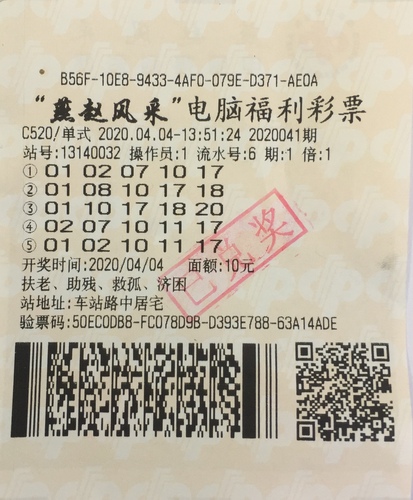 B56F-10E8-9433-4AF0-079E-D371-AE0A
“燕赵风采”电脑福利彩票
C520/单式 2020.04.04-13:51:24 2020041期
站号:13140032 操作员:1 流水号:6 期:1 倍:1
① 01 02 07 10 17
② 01 08 10 17 18
③ 01 10 17 18 20
④ 02 07 10 11 17
⑤ 01 02 10 11 17
开奖时间:2020/04/04 面额:10元
已兑奖
扶老、助残、救孤、济困
站地址:车站路中居宅
验票码:50ECODB8-FC078D9B-D393E788-63A14ADE